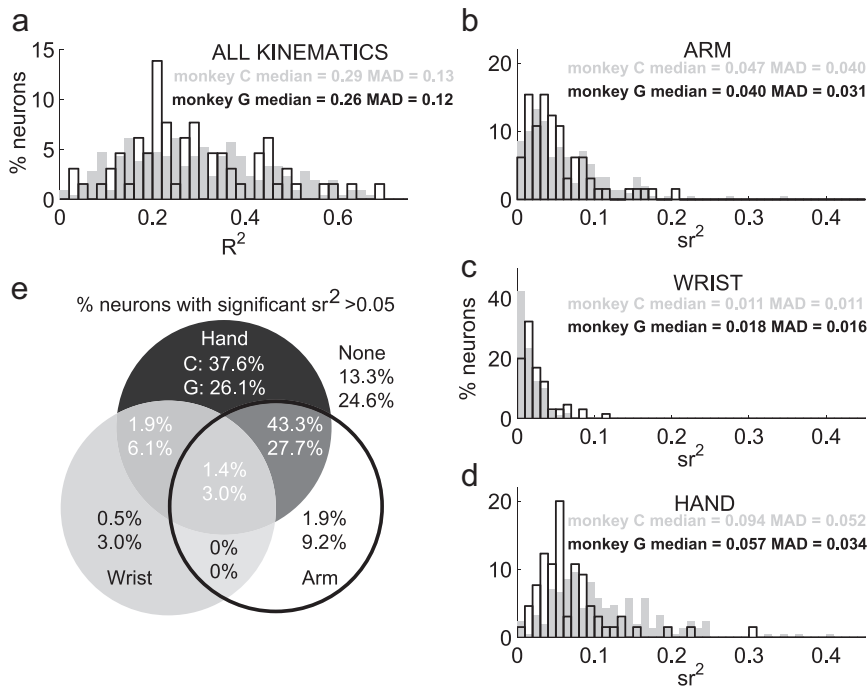 a
ALL KINEMATICS
monkey C median = 0.29 MAD = 0.13
monkey G median = 0.26 MAD = 0.12
15
10
5
0
% neurons
0 0.2 0.4 0.6
R²
b
ARM
monkey C median = 0.047 MAD = 0.040
monkey G median = 0.040 MAD = 0.031
20
10
0
0 0.1 0.2 0.3 0.4
sr²
c
WRIST
monkey C median = 0.011 MAD = 0.011
monkey G median = 0.018 MAD = 0.016
40
20
0
% neurons
0 0.1 0.2 0.3 0.4
sr²
d
HAND
monkey C median = 0.094 MAD = 0.052
monkey G median = 0.057 MAD = 0.034
20
10
0
0 0.1 0.2 0.3 0.4
sr²
e
% neurons with significant sr² >0.05
Hand
C: 37.6%
G: 26.1%
None
13.3%
24.6%
1.9%
6.1%
43.3%
27.7%
1.4%
3.0%
0.5%
3.0%
Wrist
0%
0%
1.9%
9.2%
Arm